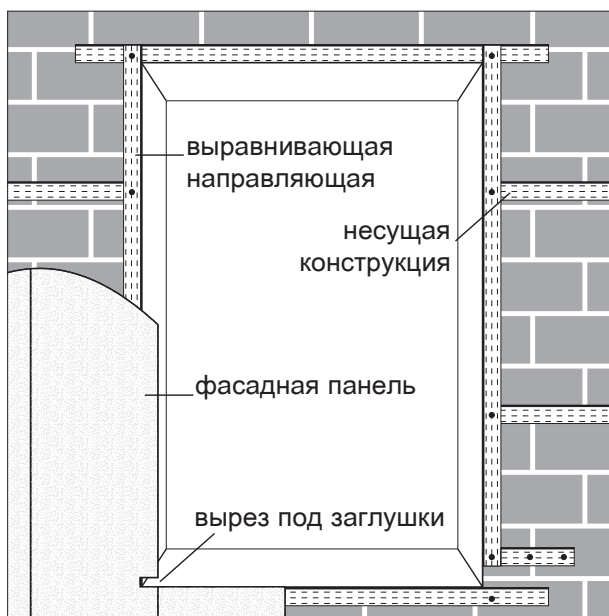 выравнивающая
направляющая
несущая
конструкция
фасадная панель
вырез под заглушки